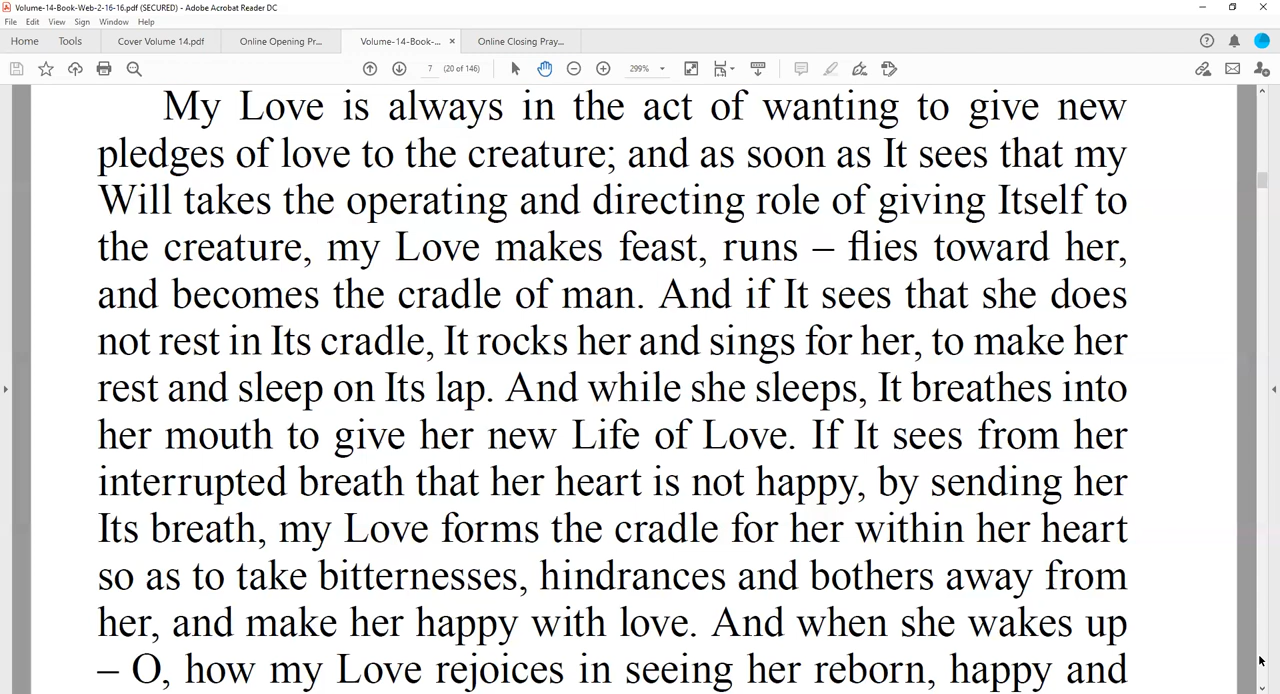 Volume-14-Book-Web-2-16-16.pdf (SECURED) - Adobe Acrobat Reader DC
File Edit View Sign Window Help
Home Tools Cover Volume 14.pdf Online Opening Pr... Volume-14-Book-... × Online Closing Pray...
7 (20 of 146) 299%
My Love is always in the act of wanting to give new
pledges of love to the creature; and as soon as It sees that my
Will takes the operating and directing role of giving Itself to
the creature, my Love makes feast, runs – flies toward her,
and becomes the cradle of man. And if It sees that she does
not rest in Its cradle, It rocks her and sings for her, to make her
rest and sleep on Its lap. And while she sleeps, It breathes into
her mouth to give her new Life of Love. If It sees from her
interrupted breath that her heart is not happy, by sending her
Its breath, my Love forms the cradle for her within her heart
so as to take bitternesses, hindrances and bothers away from
her, and make her happy with love. And when she wakes up
– O, how my Love rejoices in seeing her reborn, happy and